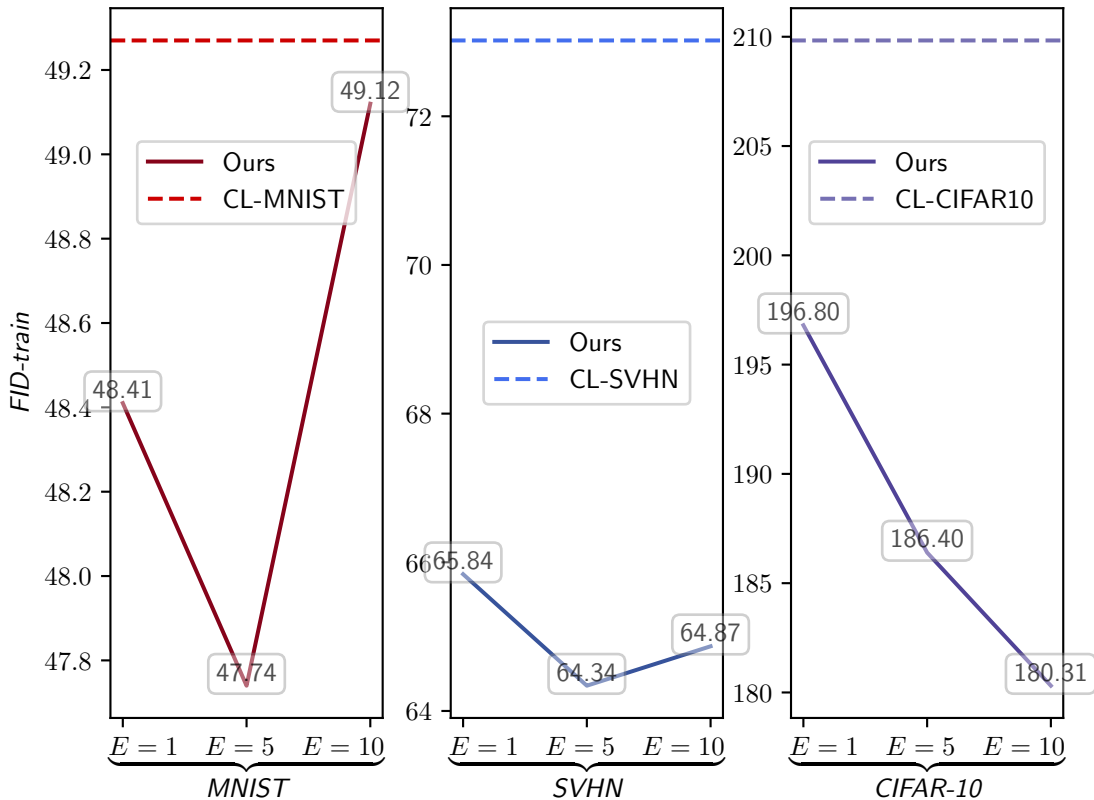 FID-train
49.2
49.0
48.8
48.6
48.4
48.2
48.0
47.8
49.12
48.41
47.74
Ours
CL-MNIST
E = 1 E = 5 E = 10
MNIST
72
70
68
66
64
65.84
64.34
64.87
Ours
CL-SVHN
E = 1 E = 5 E = 10
SVHN
210
205
200
195
190
185
180
196.80
186.40
180.31
Ours
CL-CIFAR10
E = 1 E = 5 E = 10
CIFAR-10